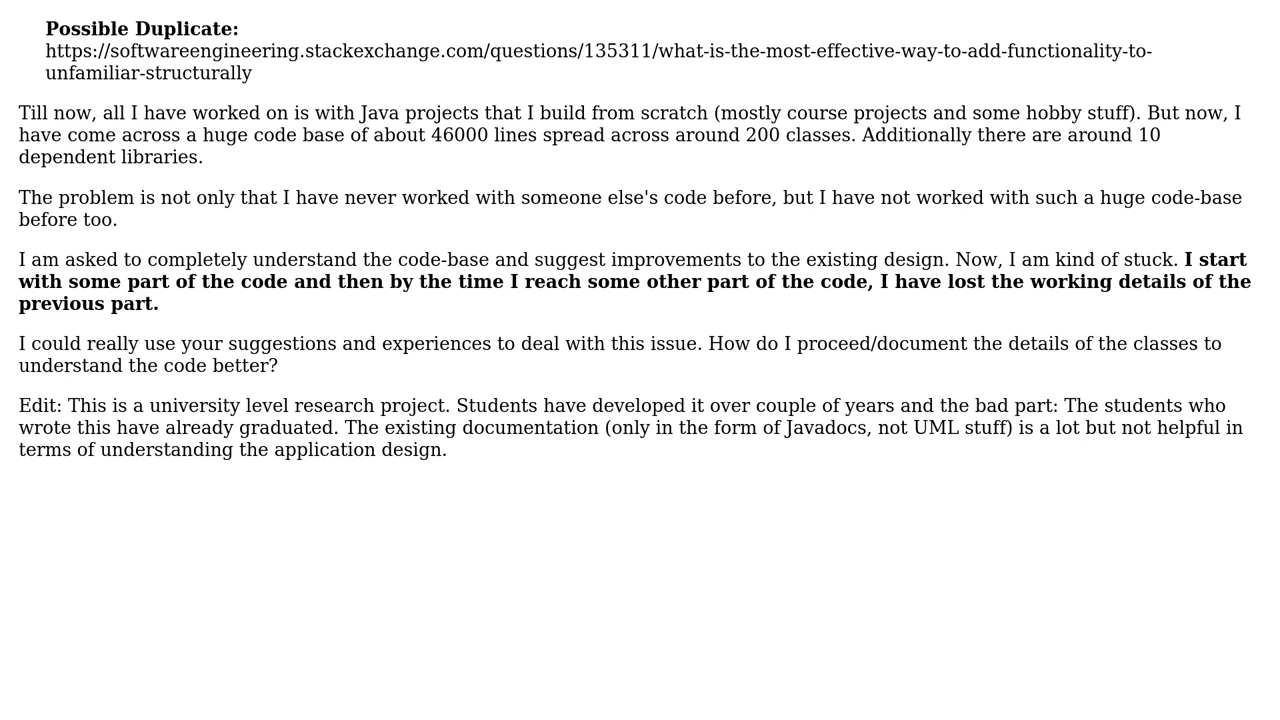 Possible Duplicate:
https://softwareengineering.stackexchange.com/questions/135311/what-is-the-most-effective-way-to-add-functionality-to-
unfamiliar-structurally
Till now, all I have worked on is with Java projects that I build from scratch (mostly course projects and some hobby stuff). But now, I
have come across a huge code base of about 46000 lines spread across around 200 classes. Additionally there are around 10
dependent libraries.
The problem is not only that I have never worked with someone else's code before, but I have not worked with such a huge code-base
before too.
I am asked to completely understand the code-base and suggest improvements to the existing design. Now, I am kind of stuck. I start
with some part of the code and then by the time I reach some other part of the code, I have lost the working details of the
previous part.
I could really use your suggestions and experiences to deal with this issue. How do I proceed/document the details of the classes to
understand the code better?
Edit: This is a university level research project. Students have developed it over couple of years and the bad part: The students who
wrote this have already graduated. The existing documentation (only in the form of Javadocs, not UML stuff) is a lot but not helpful in
terms of understanding the application design.